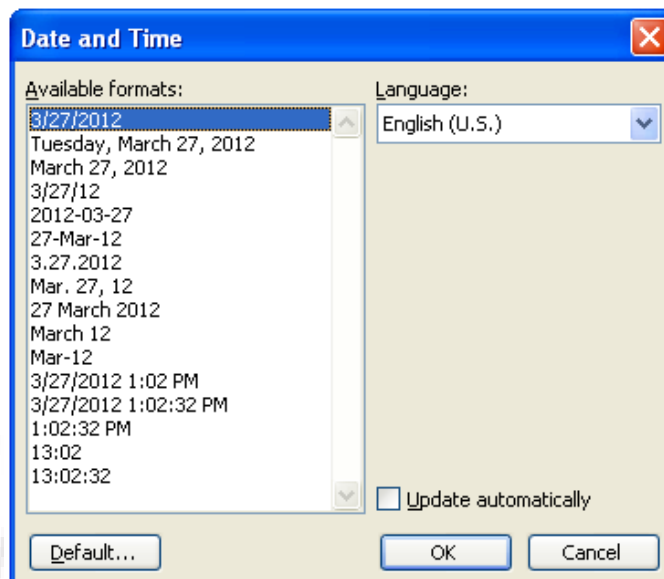 Date and Time
Available formats:
Language:
3/27/2012
English (U.S.)
Tuesday, March 27, 2012
March 27, 2012
3/27/12
2012-03-27
27-Mar-12
3.27.2012
Mar. 27, 12
27 March 2012
March 12
Mar-12
3/27/2012 1:02 PM
3/27/2012 1:02:32 PM
1:02:32 PM
13:02
13:02:32
Update automatically
Default...
OK
Cancel